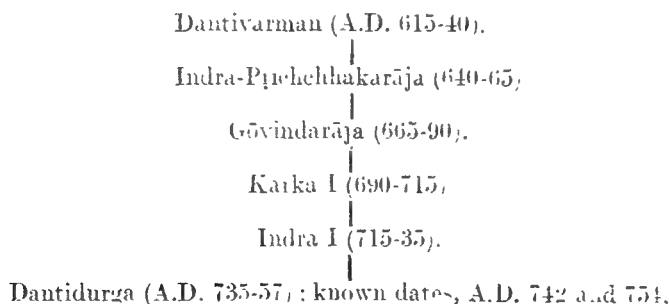 Dantivarman (A.D. 615-40).
Indra-Pṛichchhakarāja (640-65)
Gōvindarāja (665-90).
Karka I (690-715)
Indra I (715-35).
Dantidurga (A.D. 735-57) ; known dates, A.D. 742 and 754.